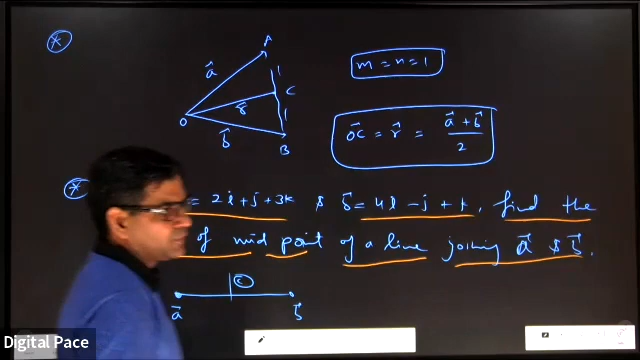 A
a⃗
m = n = 1
1
C
O
r⃗
1
b⃗
B
OC⃗ = r⃗ = (a⃗ + b⃗) / 2
= 2i + j + 3k & b⃗ = 4i - j + k, find the
of mid point of a line joining a⃗ & b⃗.
a⃗ b⃗
Digital Pace